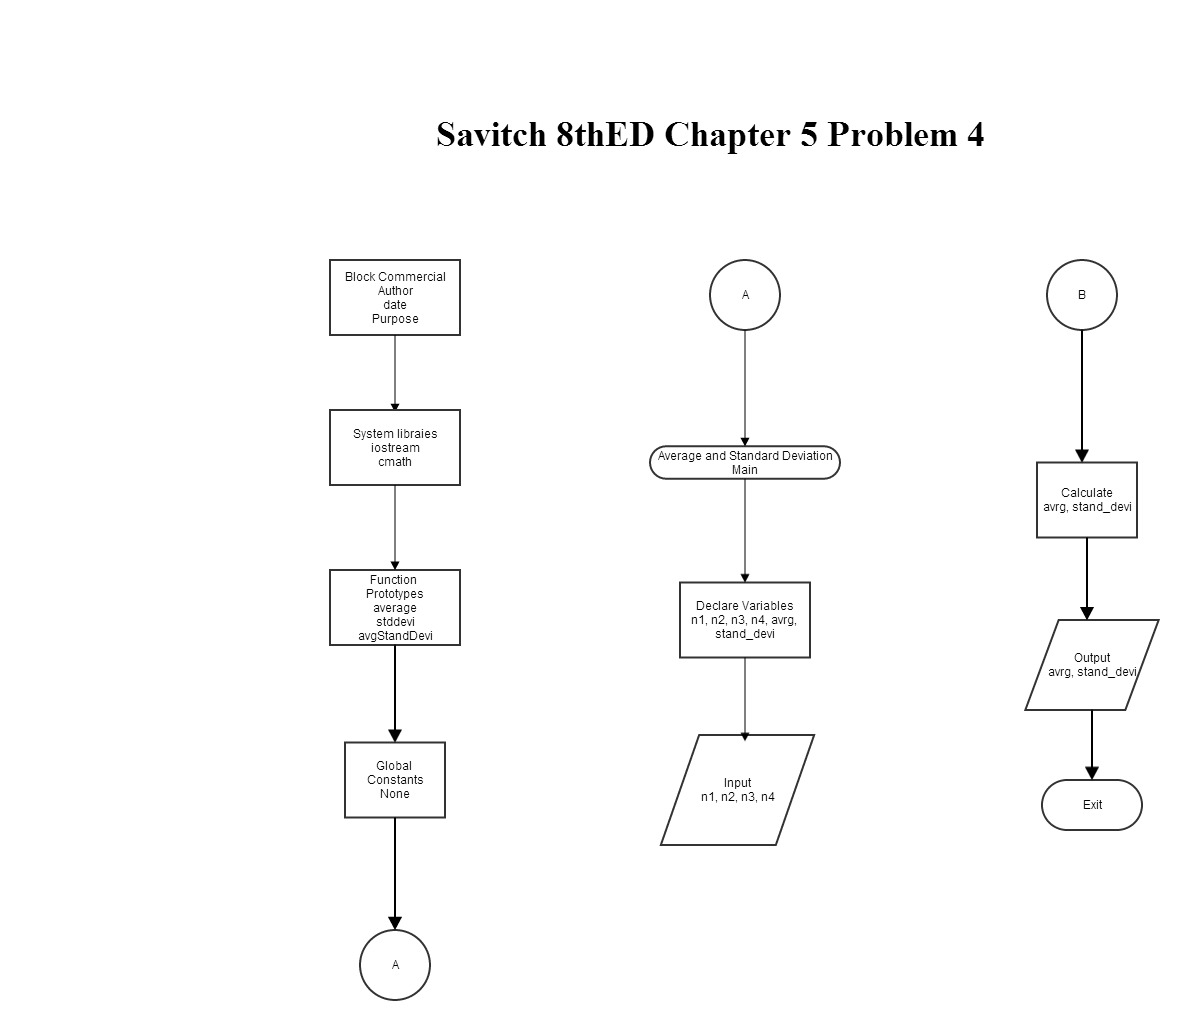 Savitch 8thED Chapter 5 Problem 4
Block Commercial
Author
date
Purpose
System libraies
iostream
cmath
Function
Prototypes
average
stddevi
avgStandDevi
Global
Constants
None
A
A
Average and Standard Deviation
Main
Declare Variables
n1, n2, n3, n4, avrg,
stand_devi
Input
n1, n2, n3, n4
B
Calculate
avrg, stand_devi
Output
avrg, stand_devi
Exit